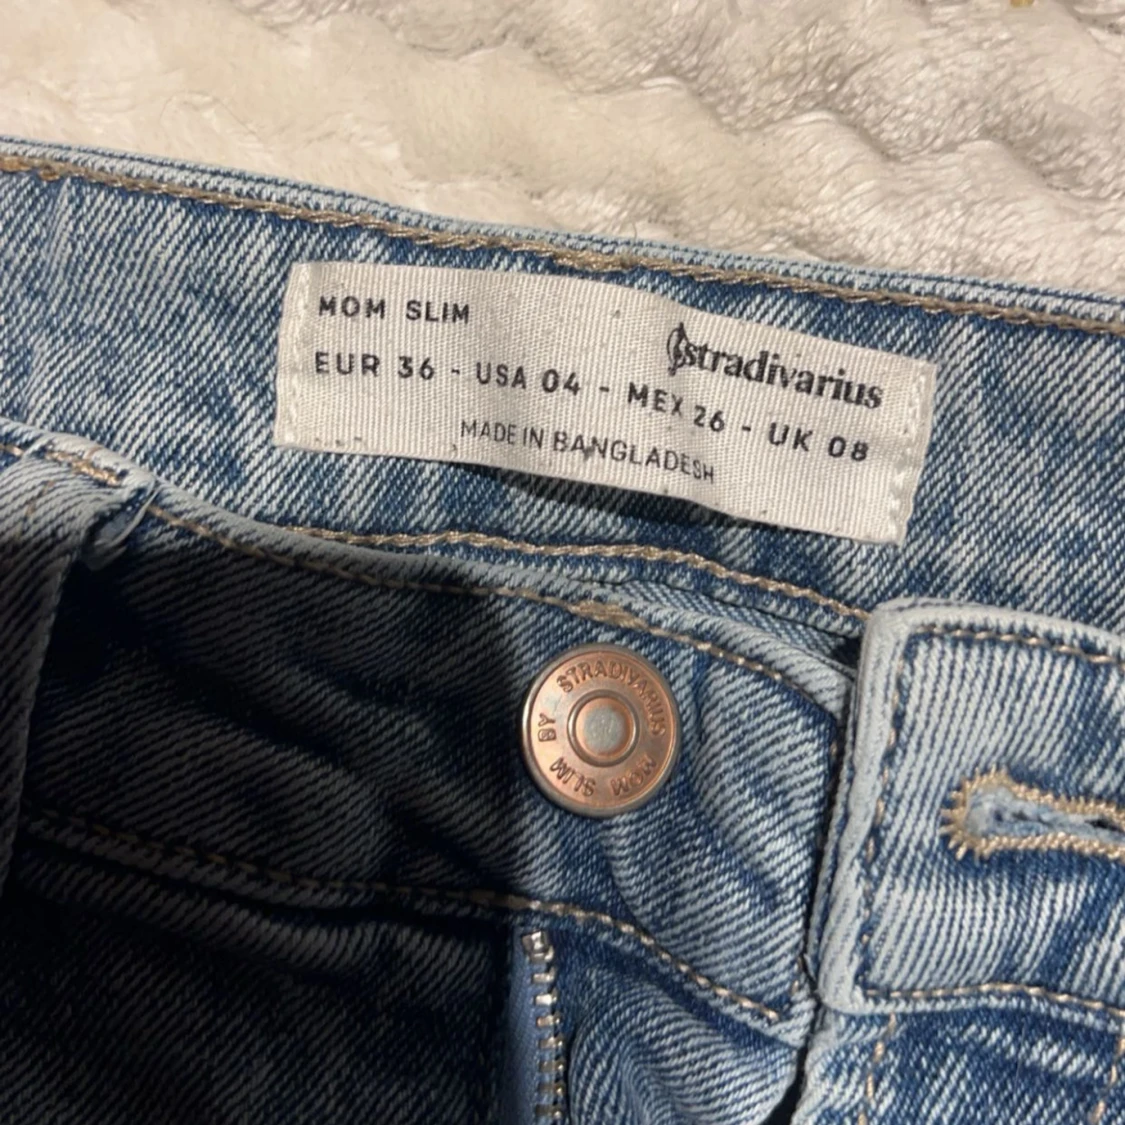 MOM SLIM
stradivarius
EUR 36 - USA 04 - MEX 26 - UK 08
MADE IN BANGLADESH
BY STRADIVARIUS
MOM SLIM